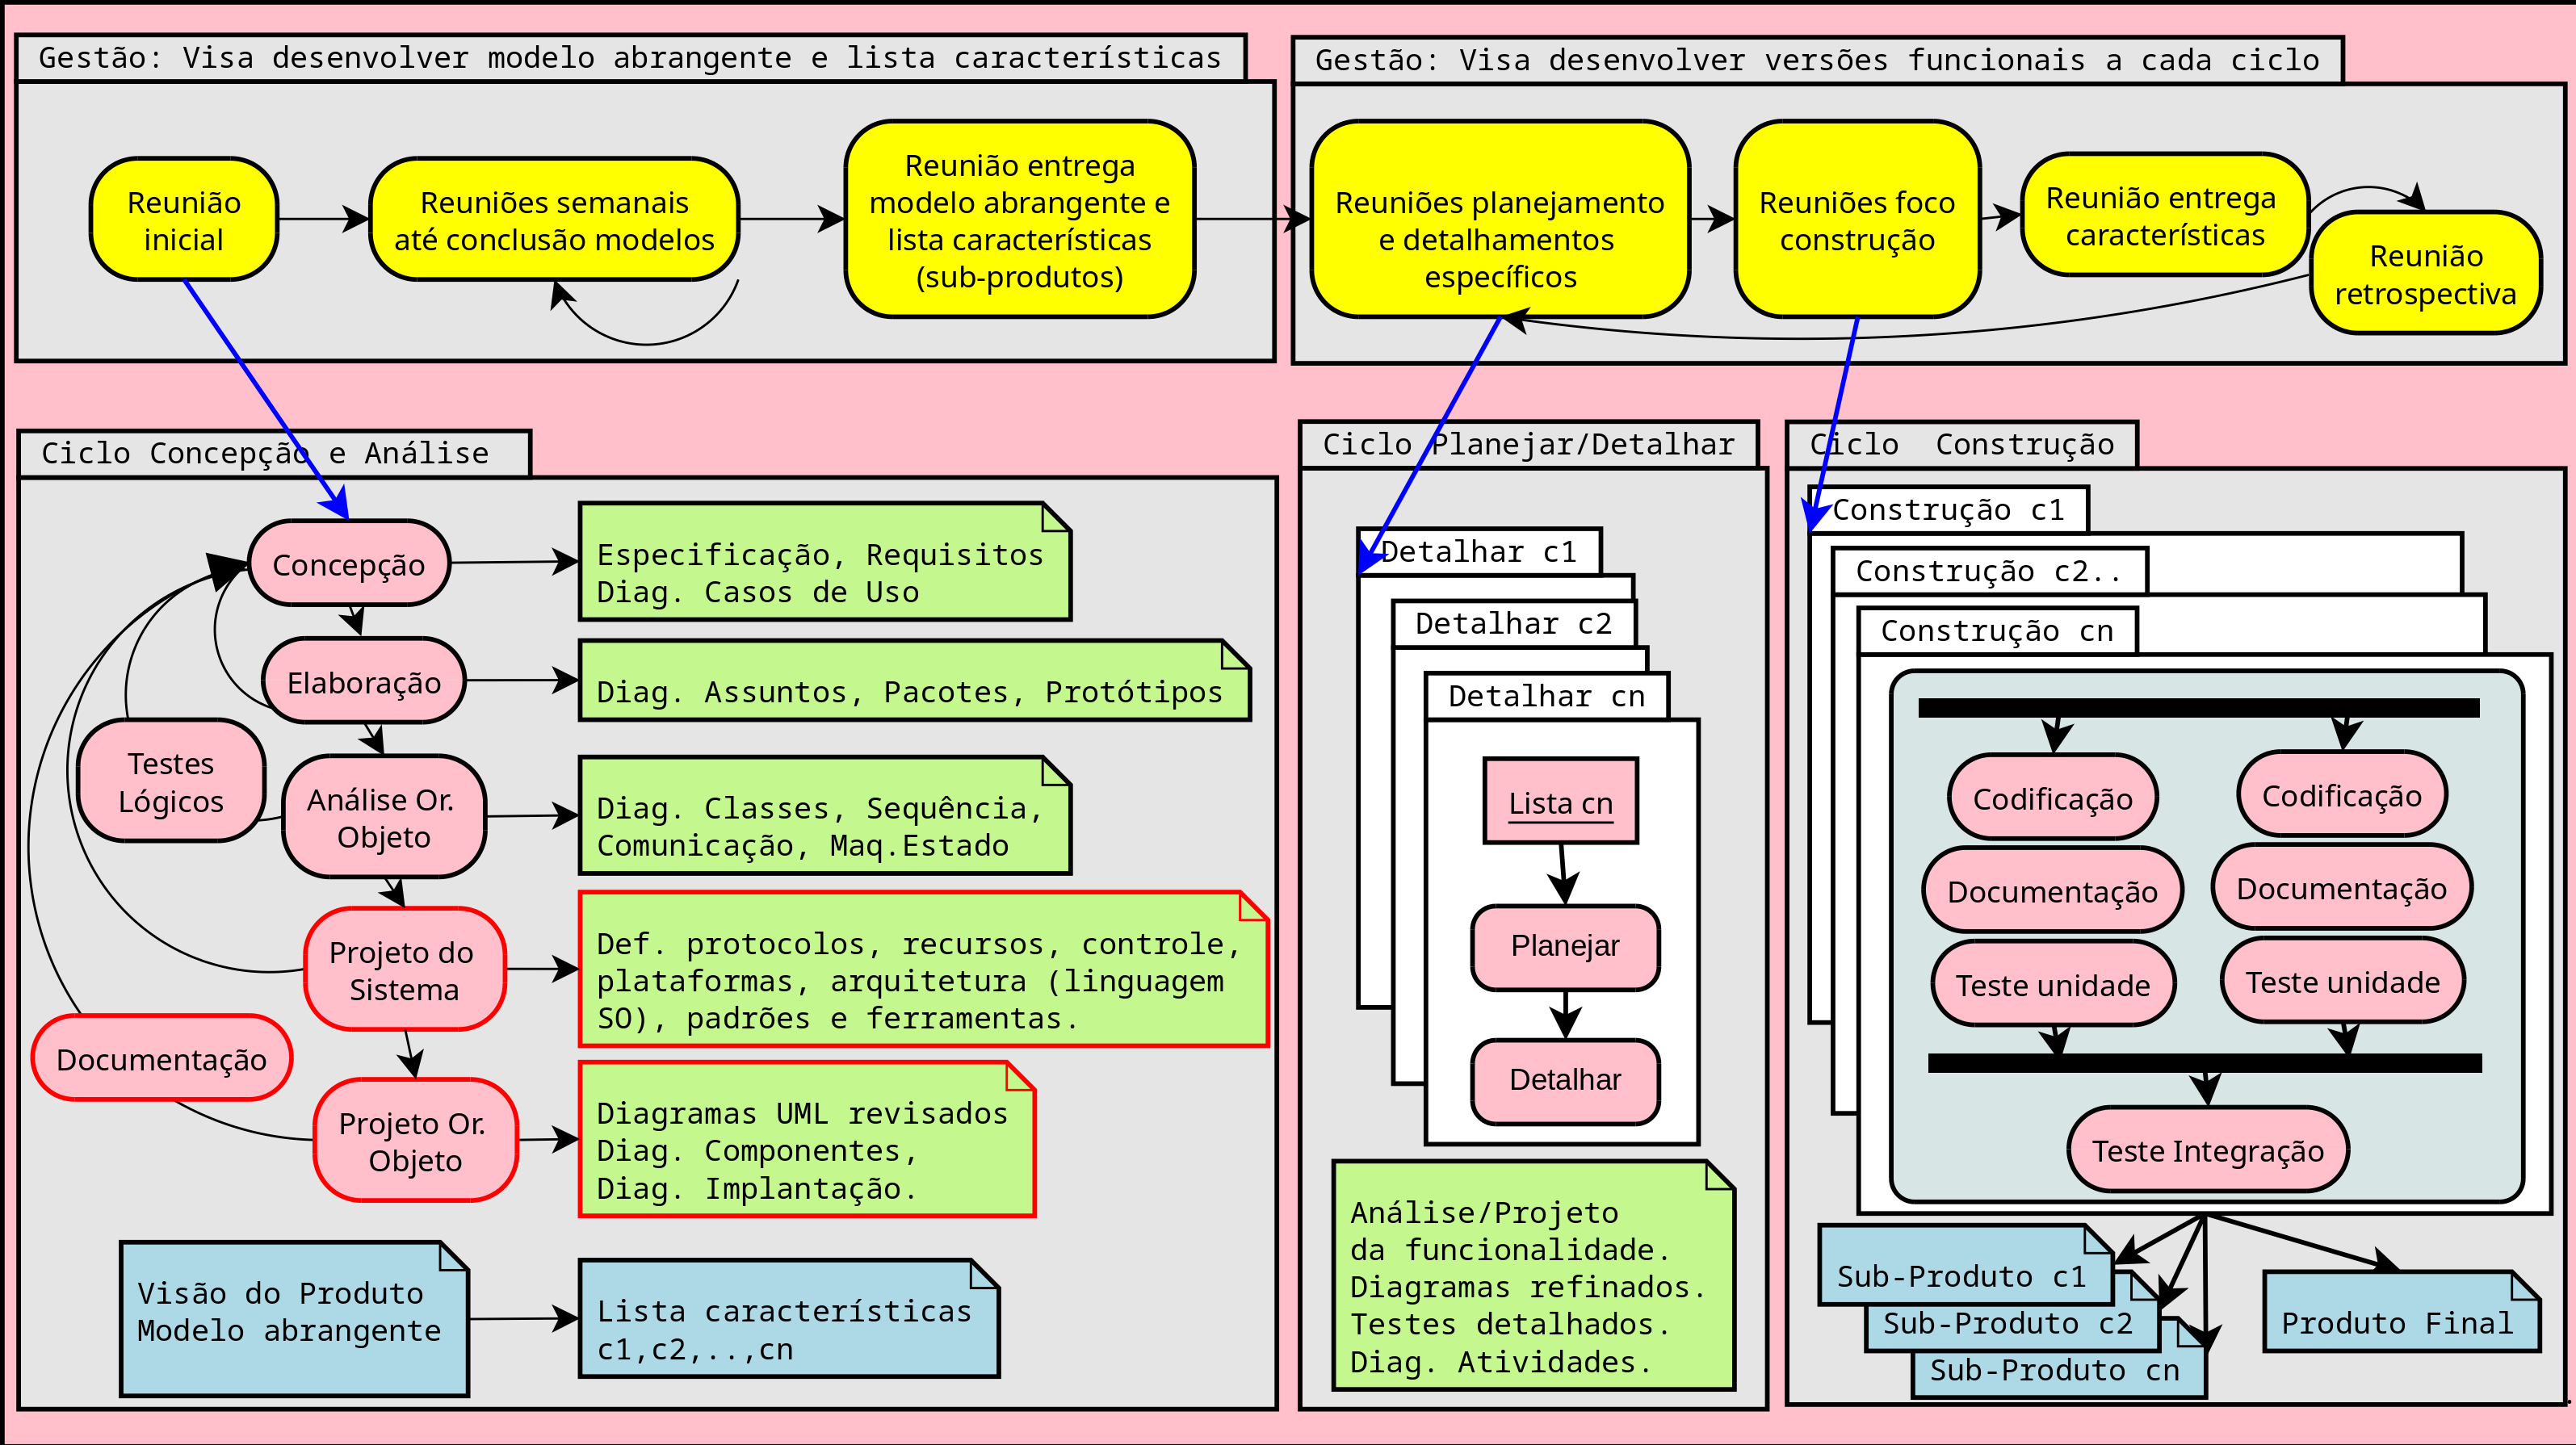 Gestão: Visa desenvolver modelo abrangente e lista características
Reunião
inicial
Reuniões semanais
até conclusão modelos
Reunião entrega
modelo abrangente e
lista características
(sub-produtos)
Gestão: Visa desenvolver versões funcionais a cada ciclo
Reuniões planejamento
e detalhamentos
específicos
Reuniões foco
construção
Reunião entrega
características
Reunião
retrospectiva
Ciclo Concepção e Análise
Concepção
Especificação, Requisitos
Diag. Casos de Uso
Elaboração
Diag. Assuntos, Pacotes, Protótipos
Testes
Lógicos
Análise Or.
Objeto
Diag. Classes, Sequência,
Comunicação, Maq.Estado
Projeto do
Sistema
Def. protocolos, recursos, controle,
plataformas, arquitetura (linguagem
SO), padrões e ferramentas.
Documentação
Projeto Or.
Objeto
Diagramas UML revisados
Diag. Componentes,
Diag. Implantação.
Visão do Produto
Modelo abrangente
Lista características
c1,c2,..,cn
Ciclo Planejar/Detalhar
Detalhar c1
Detalhar c2
Detalhar cn
Lista cn
Planejar
Detalhar
Análise/Projeto
da funcionalidade.
Diagramas refinados.
Testes detalhados.
Diag. Atividades.
Ciclo  Construção
Construção c1
Construção c2..
Construção cn
Codificação
Documentação
Teste unidade
Codificação
Documentação
Teste unidade
Teste Integração
Sub-Produto c1
Sub-Produto c2
Sub-Produto cn
Produto Final